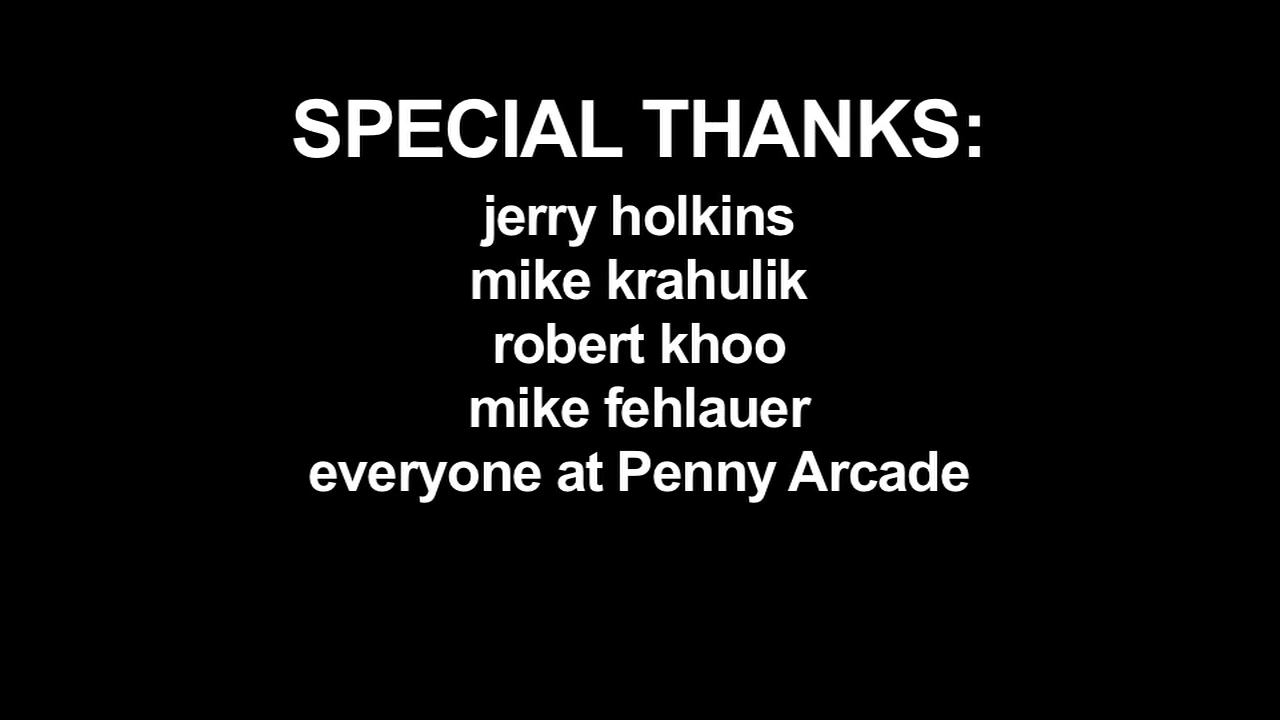 SPECIAL THANKS:
jerry holkins
mike krahulik
robert khoo
mike fehlauer
everyone at Penny Arcade